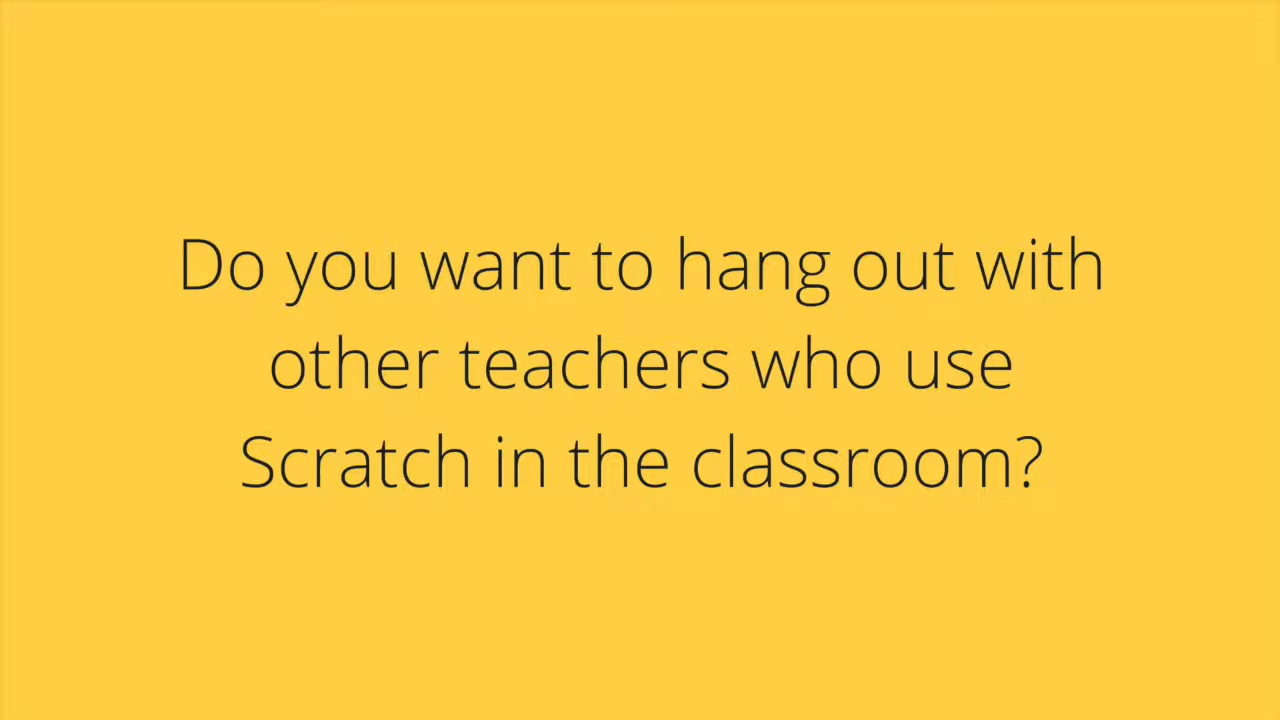 Do you want to hang out with
other teachers who use
Scratch in the classroom?